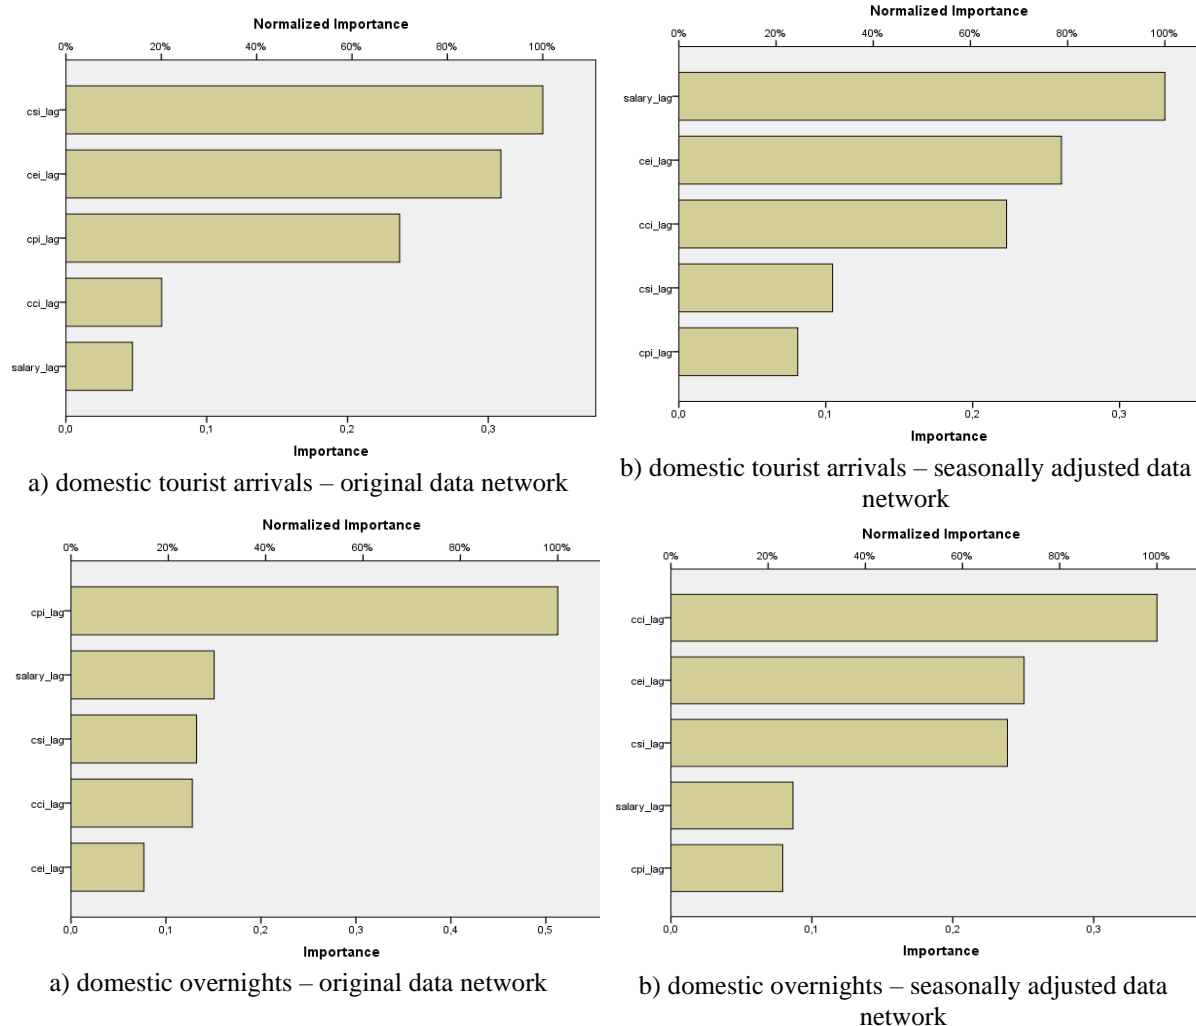 Normalized Importance
0% 20% 40% 60% 80% 100%
csi_lag
cei_lag
cpi_lag
cci_lag
salary_lag
0,0 0,1 0,2 0,3
Importance
a) domestic tourist arrivals – original data network
Normalized Importance
0% 20% 40% 60% 80% 100%
salary_lag
cei_lag
cci_lag
csi_lag
cpi_lag
0,0 0,1 0,2 0,3
Importance
b) domestic tourist arrivals – seasonally adjusted data
network
Normalized Importance
0% 20% 40% 60% 80% 100%
cpi_lag
salary_lag
csi_lag
cci_lag
cei_lag
0,0 0,1 0,2 0,3 0,4 0,5
Importance
a) domestic overnights – original data network
Normalized Importance
0% 20% 40% 60% 80% 100%
cci_lag
cei_lag
csi_lag
salary_lag
cpi_lag
0,0 0,1 0,2 0,3
Importance
b) domestic overnights – seasonally adjusted data
network